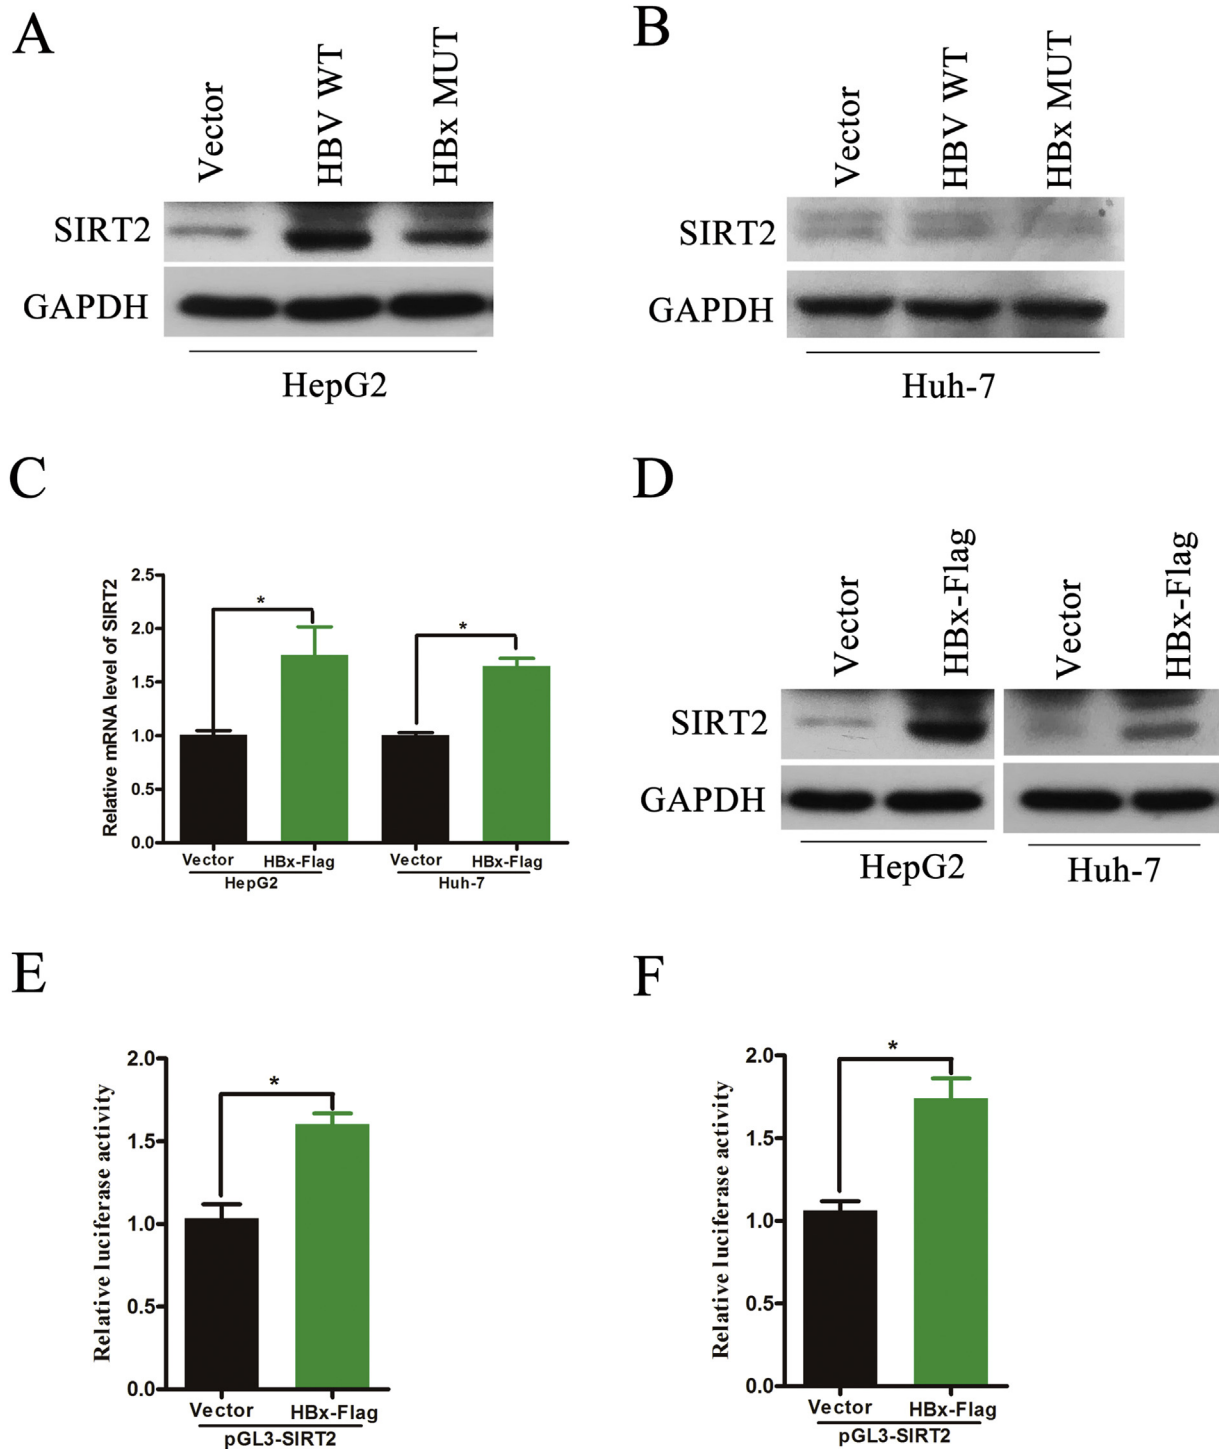 A
Vector
HBV WT
HBx MUT
SIRT2
GAPDH
HepG2
B
Vector
HBV WT
HBx MUT
SIRT2
GAPDH
Huh-7
C
Relative mRNA level of SIRT2
2.5
2.0
1.5
1.0
0.5
0.0
*
*
Vector HBx-Flag Vector HBx-Flag
HepG2 Huh-7
D
Vector
HBx-Flag
Vector
HBx-Flag
SIRT2
GAPDH
HepG2 Huh-7
E
Relative luciferase activity
2.0
1.5
1.0
0.5
0.0
*
Vector HBx-Flag
pGL3-SIRT2
F
Relative luciferase activity
2.0
1.5
1.0
0.5
0.0
*
Vector HBx-Flag
pGL3-SIRT2